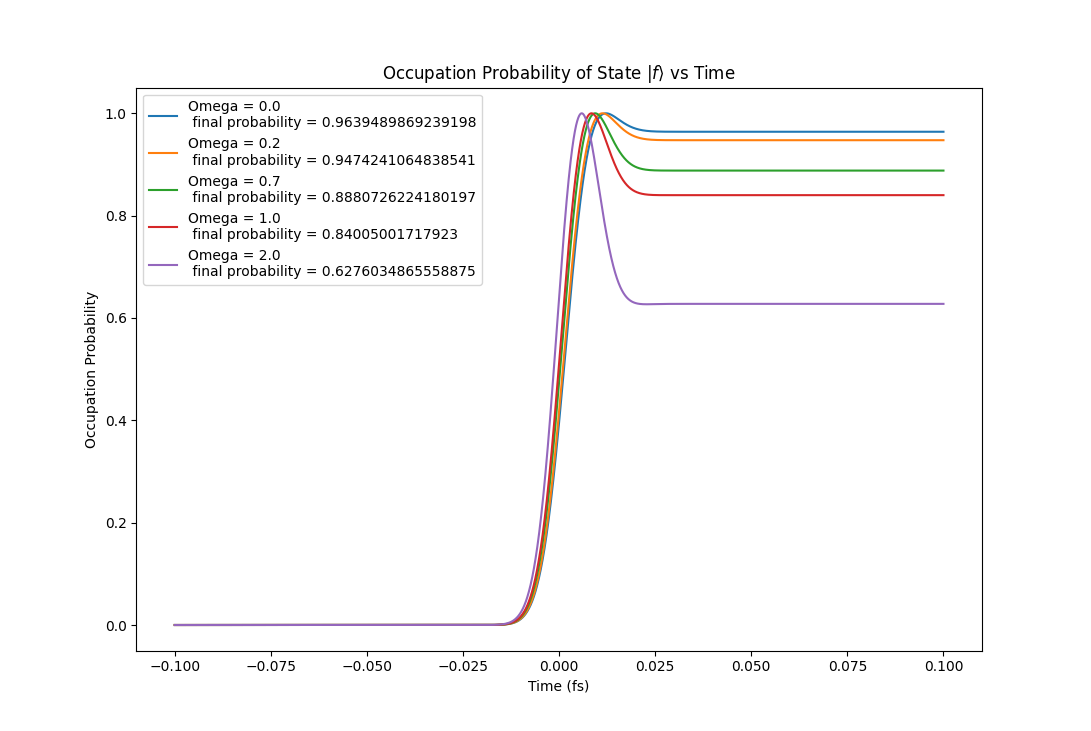 Occupation Probability of State |f⟩ vs Time
Omega = 0.0
final probability = 0.9639489869239198
Omega = 0.2
final probability = 0.9474241064838541
Omega = 0.7
final probability = 0.8880726224180197
Omega = 1.0
final probability = 0.84005001717923
Omega = 2.0
final probability = 0.6276034865558875
Occupation Probability
1.0
0.8
0.6
0.4
0.2
0.0
−0.100 −0.075 −0.050 −0.025 0.000 0.025 0.050 0.075 0.100
Time (fs)